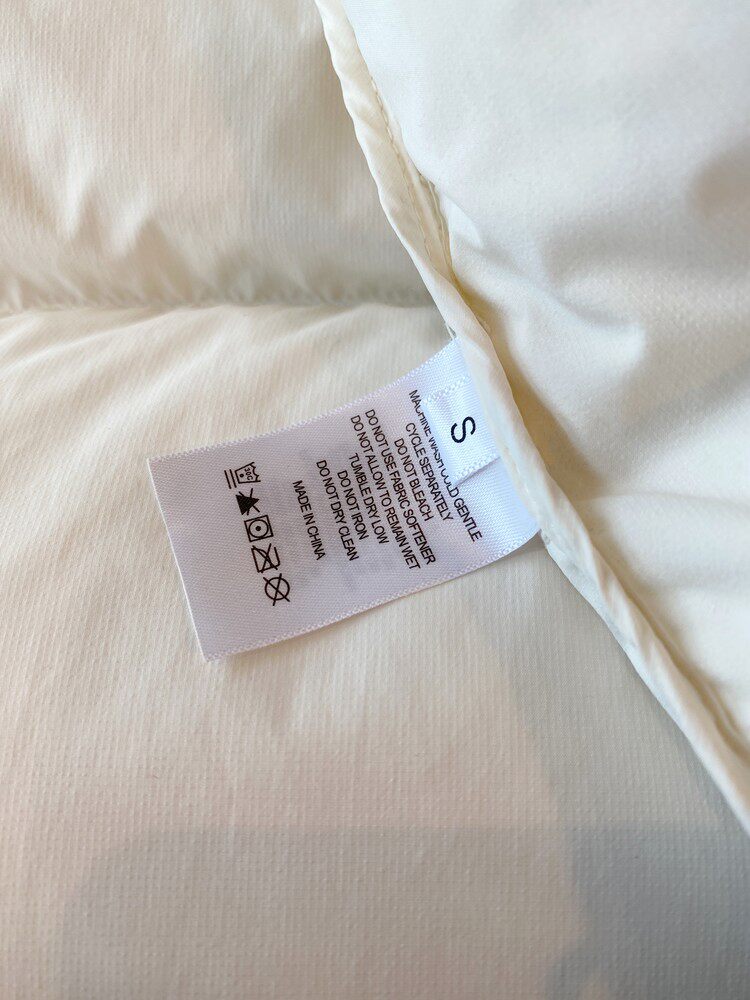 S
MACHINE WASH COLD GENTLE
CYCLE SEPARATELY
DO NOT BLEACH
DO NOT USE FABRIC SOFTENER
DO NOT ALLOW TO REMAIN WET
TUMBLE DRY LOW
DO NOT IRON
DO NOT DRY CLEAN
MADE IN CHINA
30C